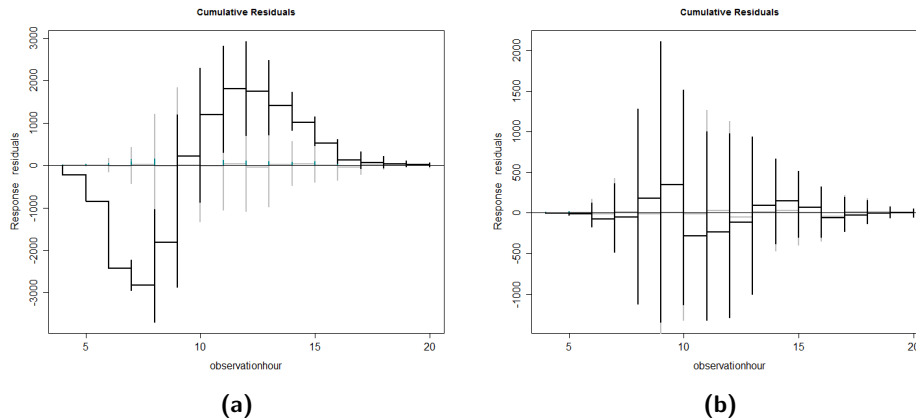 Cumulative Residuals
Response residuals
3000
2000
1000
0
-1000
-2000
-3000
5
10
15
20
observationhour
(a)
Cumulative Residuals
Response residuals
2000
1500
1000
500
0
-500
-1000
5
10
15
20
observationhour
(b)